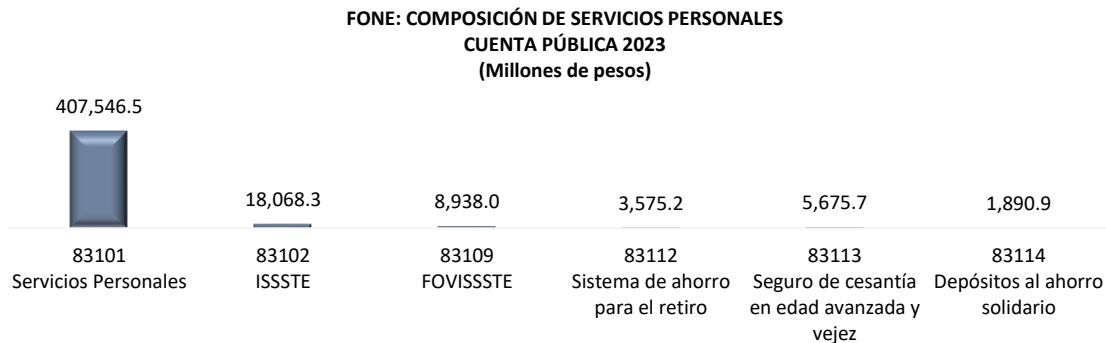 FONE: COMPOSICIÓN DE SERVICIOS PERSONALES
CUENTA PÚBLICA 2023
(Millones de pesos)
407,546.5
18,068.3
8,938.0
3,575.2
5,675.7
1,890.9
83101
Servicios Personales
83102
ISSSTE
83109
FOVISSSTE
83112
Sistema de ahorro
para el retiro
83113
Seguro de cesantía
en edad avanzada y
vejez
83114
Depósitos al ahorro
solidario